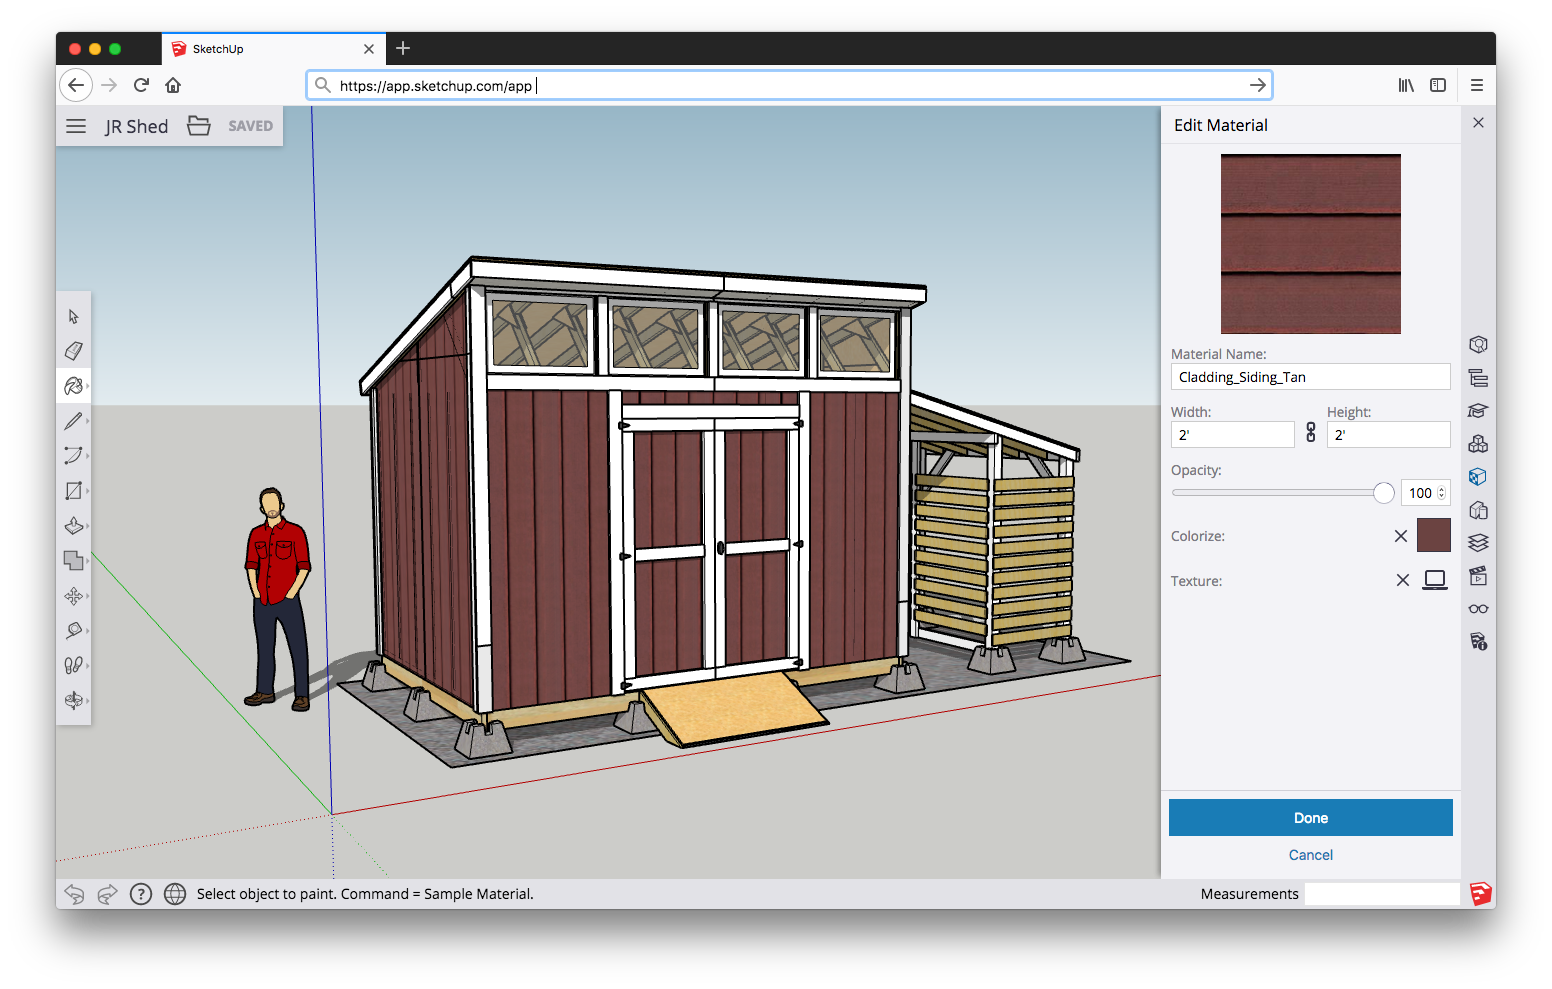 SketchUp
https://app.sketchup.com/app
JR Shed SAVED
Edit Material
Material Name:
Cladding_Siding_Tan
Width: Height:
2' 2'
Opacity:
100
Colorize:
Texture:
Done
Cancel
? Select object to paint. Command = Sample Material. Measurements